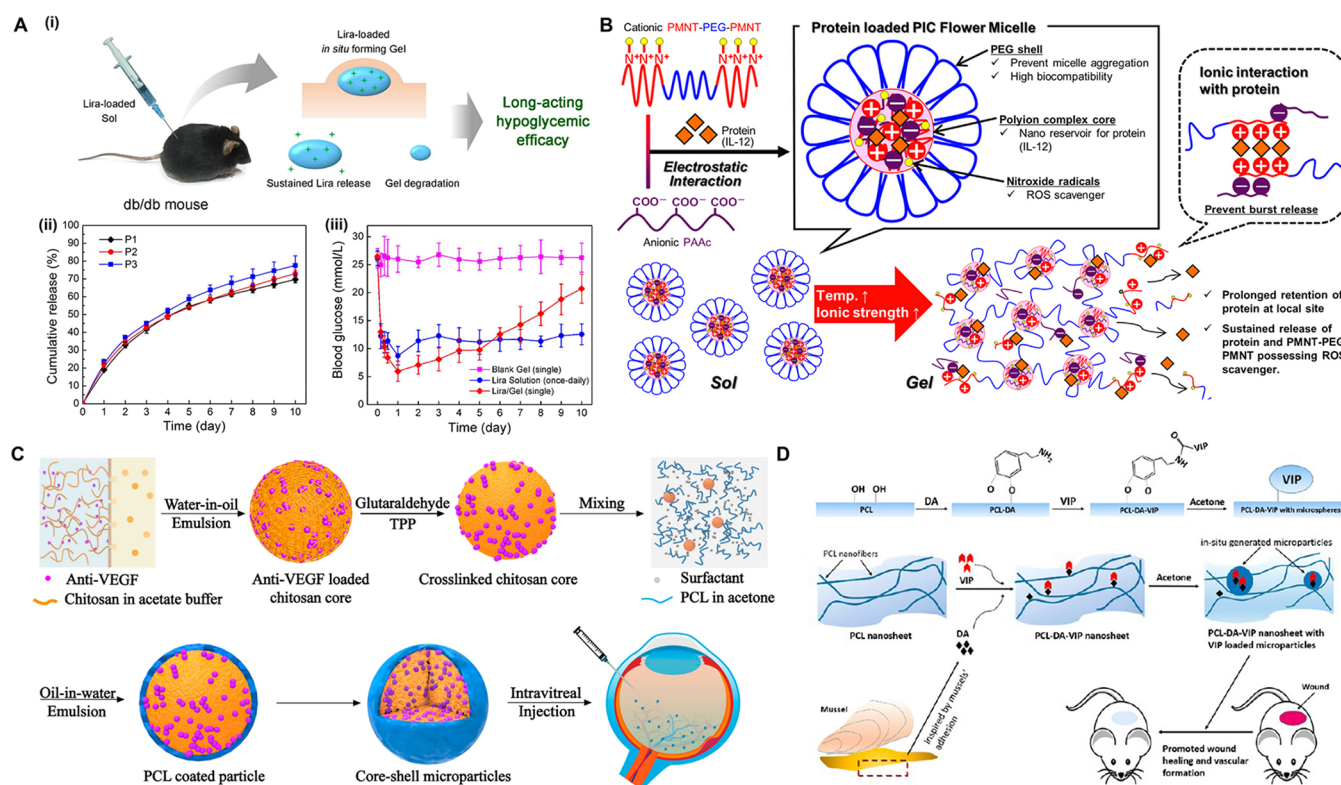 A (i)
Lira-loaded
Sol
db/db mouse
Lira-loaded
in situ forming Gel
Sustained Lira release
Gel degradation
Long-acting
hypoglycemic
efficacy
(ii)
Cumulative release (%)
100
90
80
70
60
50
40
30
20
10
0
P1
P2
P3
0 1 2 3 4 5 6 7 8 9 10
Time (day)
(iii)
Blood glucose (mmol/L)
28
24
20
16
12
8
4
0
Blank Gel (single)
Lira Solution (once-daily)
Lira/Gel (single)
0 1 2 3 4 5 6 7 8 9 10
Time (day)
B
Cationic PMNT-PEG-PMNT
N⁺ N⁺ N⁺ N⁺ N⁺ N⁺
Protein
(IL-12)
Electrostatic
Interaction
COO⁻ COO⁻ COO⁻
Anionic PAAc
Protein loaded PIC Flower Micelle
PEG shell
✓ Prevent micelle aggregation
✓ High biocompatibility
Polyion complex core
✓ Nano reservoir for protein
(IL-12)
Nitroxide radicals
✓ ROS scavenger
Ionic interaction
with protein
Prevent burst release
Sol
Temp. ↑
Ionic strength ↑
Gel
✓ Prolonged retention of
protein at local site
✓ Sustained release of
protein and PMNT-PEG
PMNT possessing ROS
scavenger.
C
Anti-VEGF
Chitosan in acetate buffer
Water-in-oil
Emulsion
Anti-VEGF loaded
chitosan core
Glutaraldehyde
TPP
Crosslinked chitosan core
Mixing
Surfactant
PCL in acetone
Oil-in-water
Emulsion
PCL coated particle
Core-shell microparticles
Intravitreal
Injection
D
OH OH
PCL
DA
NH₂
O O
PCL-DA
VIP
O
VIP
NH
O O
PCL-DA-VIP
Acetone
VIP
PCL-DA-VIP with microspheres
PCL nanofibers
PCL nanosheet
VIP
DA
PCL-DA-VIP nanosheet
Acetone
in-situ generated microparticles
PCL-DA-VIP nanosheet with
VIP loaded microparticles
Mussel
inspired by mussels'
adhesion
Wound
Promoted wound
healing and vascular
formation